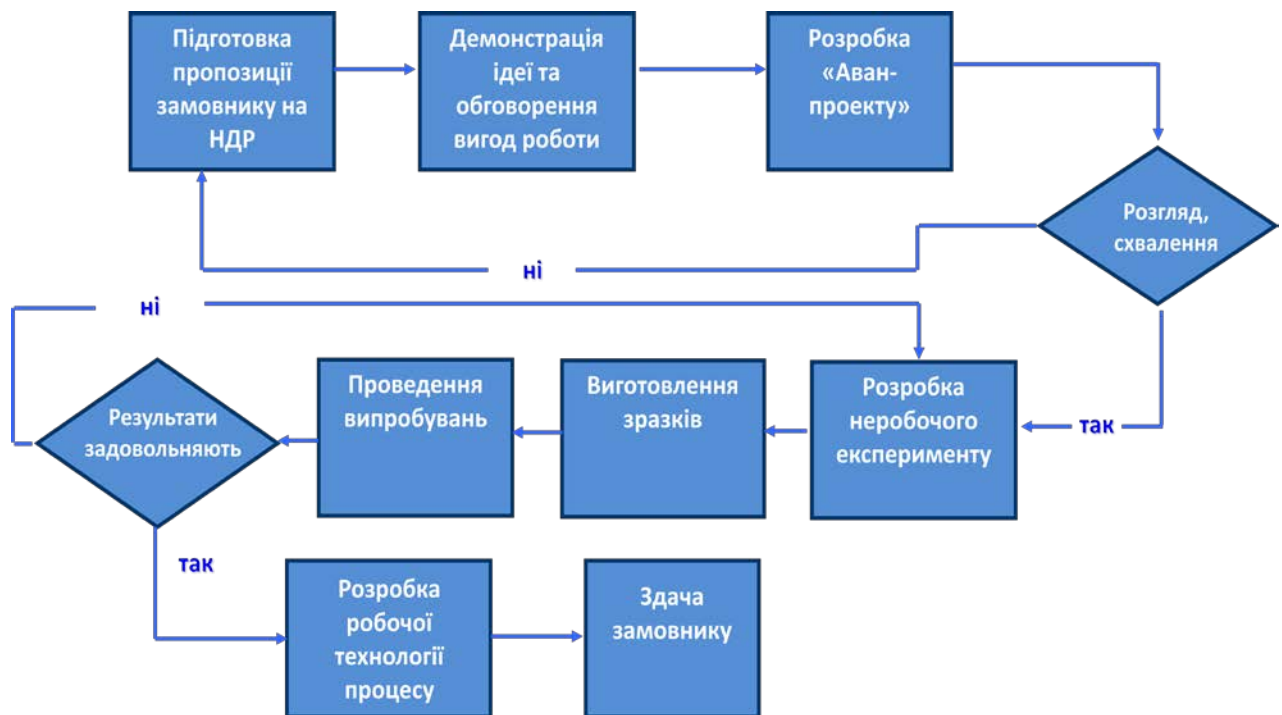 Підготовка
пропозиції
замовнику на
НДР
Демонстрація
ідеї та
обговорення
вигод роботи
Розробка
«Аван-
проекту»
Розгляд,
схвалення
ні
ні
так
Результати
задовольняють
Проведення
випробувань
Виготовлення
зразків
Розробка
неробочого
експерименту
так
Розробка
робочої
технології
процесу
Здача
замовнику